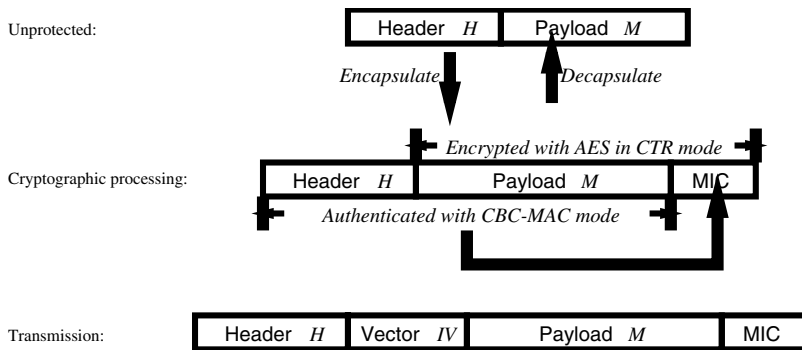 Unprotected: Header H Payload M
Encapsulate Decapsulate
Encrypted with AES in CTR mode
Cryptographic processing: Header H Payload M MIC
Authenticated with CBC-MAC mode
Transmission: Header H Vector IV Payload M MIC